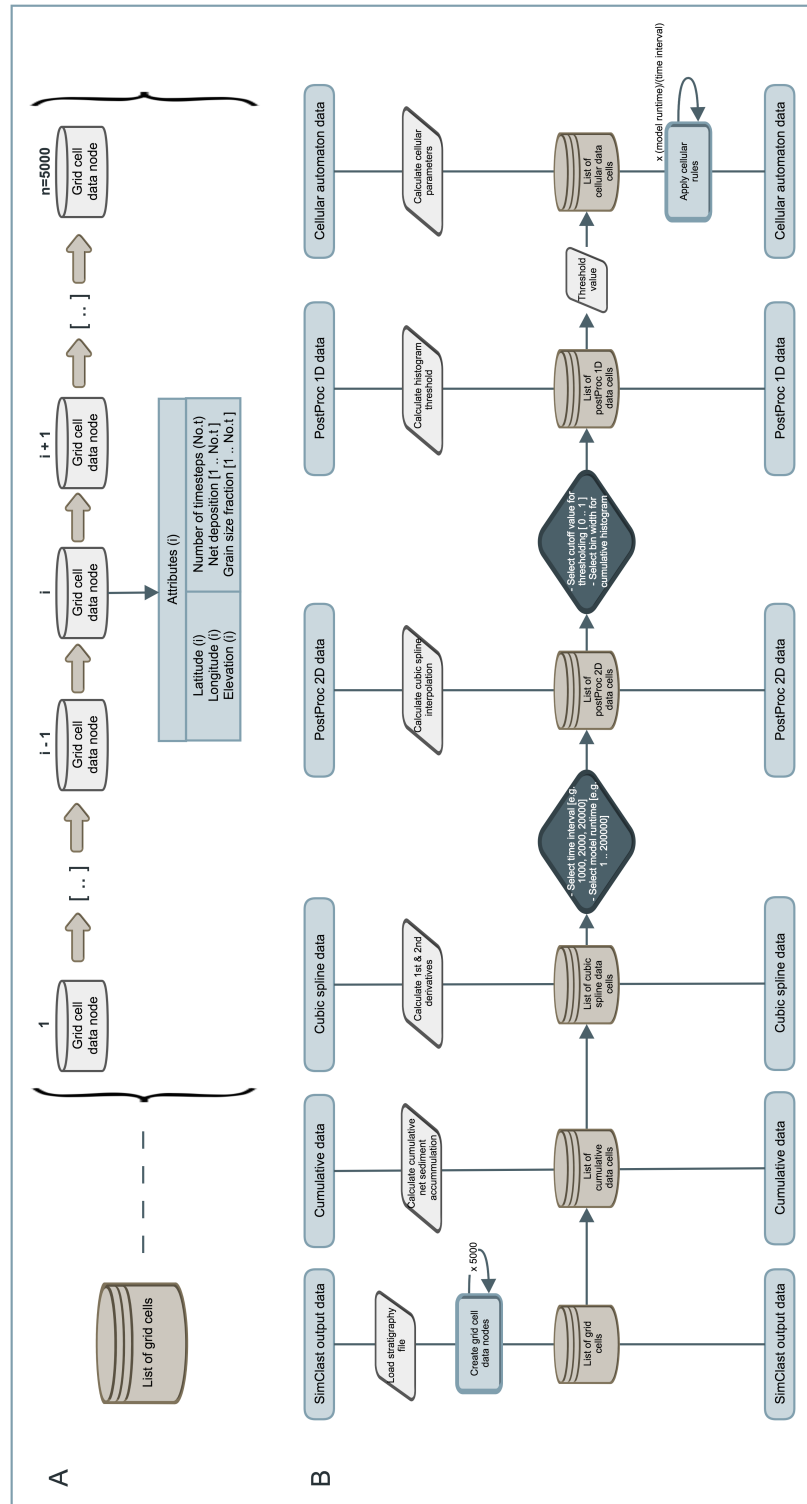 A
List of grid cells
1
Grid cell
data node
[ .. ]
i - 1
Grid cell
data node
i
Grid cell
data node
i + 1
Grid cell
data node
[ .. ]
n=5000
Grid cell
data node
Attributes (i)
Latitude (i)
Longitude (i)
Elevation (i)
Number of timesteps (No.t)
Net deposition [1 .. No.t ]
Grain size fraction [1 .. No.t ]
B
SimClast output data
Cumulative data
Cubic spline data
PostProc 2D data
PostProc 1D data
Cellular automaton data
Load stratigraphy
file
Calculate cumulative
net sediment
accummulation
Calculate 1st & 2nd
derivatives
Calculate cubic spline
interpolation
Calculate histogram
threshold
Calculate cellular
parameters
Create grid cell
data nodes
x 5000
List of grid
cells
List of
cumulative data
cells
List of cubic
spline data
cells
- Select time interval [e.g.
1000, 2000, 20000]
- Select model runtime [e.g.
1 .. 200000]
List of
postProc 2D
data cells
- Select cutoff value for
thresholding [ 0 .. 1 ]
- Select bin width for
cumulative histogram
List of
postProc 1D
data cells
Threshold
value
List of
cellular data
cells
x (model runtime)/(time interval)
Apply cellular
rules
SimClast output data
Cumulative data
Cubic spline data
PostProc 2D data
PostProc 1D data
Cellular automaton data